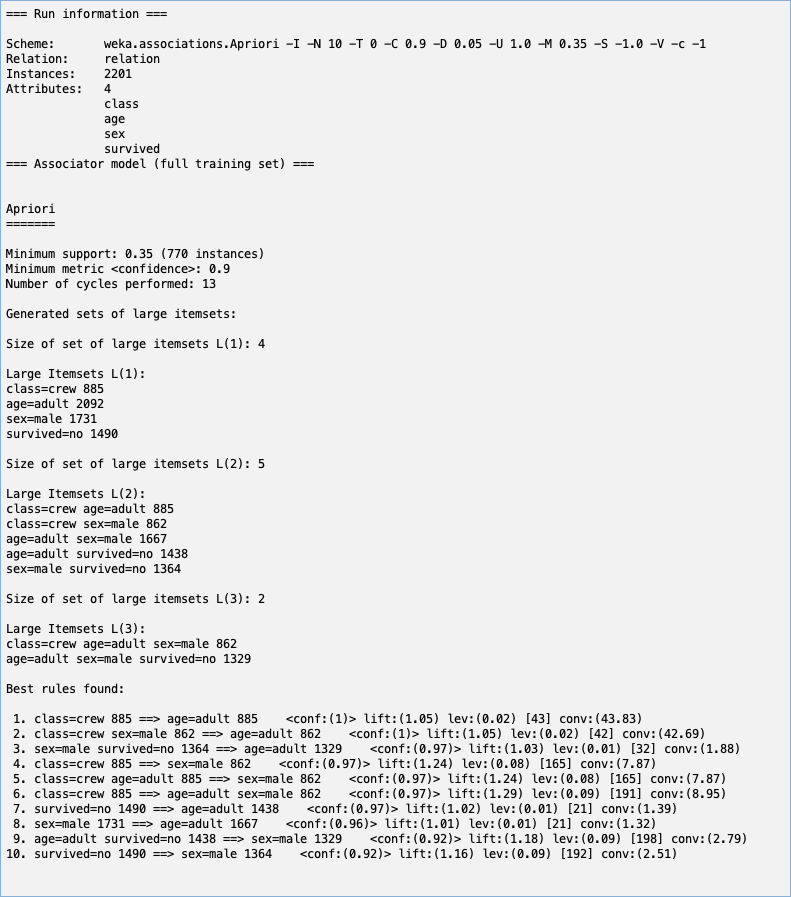 === Run information ===
Scheme: weka.associations.Apriori -I -N 10 -T 0 -C 0.9 -D 0.05 -U 1.0 -M 0.35 -S -1.0 -V -c -1
Relation: relation
Instances: 2201
Attributes: 4
class
age
sex
survived
=== Associator model (full training set) ===
Apriori
=======
Minimum support: 0.35 (770 instances)
Minimum metric <confidence>: 0.9
Number of cycles performed: 13
Generated sets of large itemsets:
Size of set of large itemsets L(1): 4
Large Itemsets L(1):
class=crew 885
age=adult 2092
sex=male 1731
survived=no 1490
Size of set of large itemsets L(2): 5
Large Itemsets L(2):
class=crew age=adult 885
class=crew sex=male 862
age=adult sex=male 1667
age=adult survived=no 1438
sex=male survived=no 1364
Size of set of large itemsets L(3): 2
Large Itemsets L(3):
class=crew age=adult sex=male 862
age=adult sex=male survived=no 1329
Best rules found:
1. class=crew 885 ==> age=adult 885 <conf:(1)> lift:(1.05) lev:(0.02) [43] conv:(43.83)
2. class=crew sex=male 862 ==> age=adult 862 <conf:(1)> lift:(1.05) lev:(0.02) [42] conv:(42.69)
3. sex=male survived=no 1364 ==> age=adult 1329 <conf:(0.97)> lift:(1.03) lev:(0.01) [32] conv:(1.88)
4. class=crew 885 ==> sex=male 862 <conf:(0.97)> lift:(1.24) lev:(0.08) [165] conv:(7.87)
5. class=crew age=adult 885 ==> sex=male 862 <conf:(0.97)> lift:(1.24) lev:(0.08) [165] conv:(7.87)
6. class=crew 885 ==> age=adult sex=male 862 <conf:(0.97)> lift:(1.29) lev:(0.09) [191] conv:(8.95)
7. survived=no 1490 ==> age=adult 1438 <conf:(0.97)> lift:(1.02) lev:(0.01) [21] conv:(1.39)
8. sex=male 1731 ==> age=adult 1667 <conf:(0.96)> lift:(1.01) lev:(0.01) [21] conv:(1.32)
9. age=adult survived=no 1438 ==> sex=male 1329 <conf:(0.92)> lift:(1.18) lev:(0.09) [198] conv:(2.79)
10. survived=no 1490 ==> sex=male 1364 <conf:(0.92)> lift:(1.16) lev:(0.09) [192] conv:(2.51)